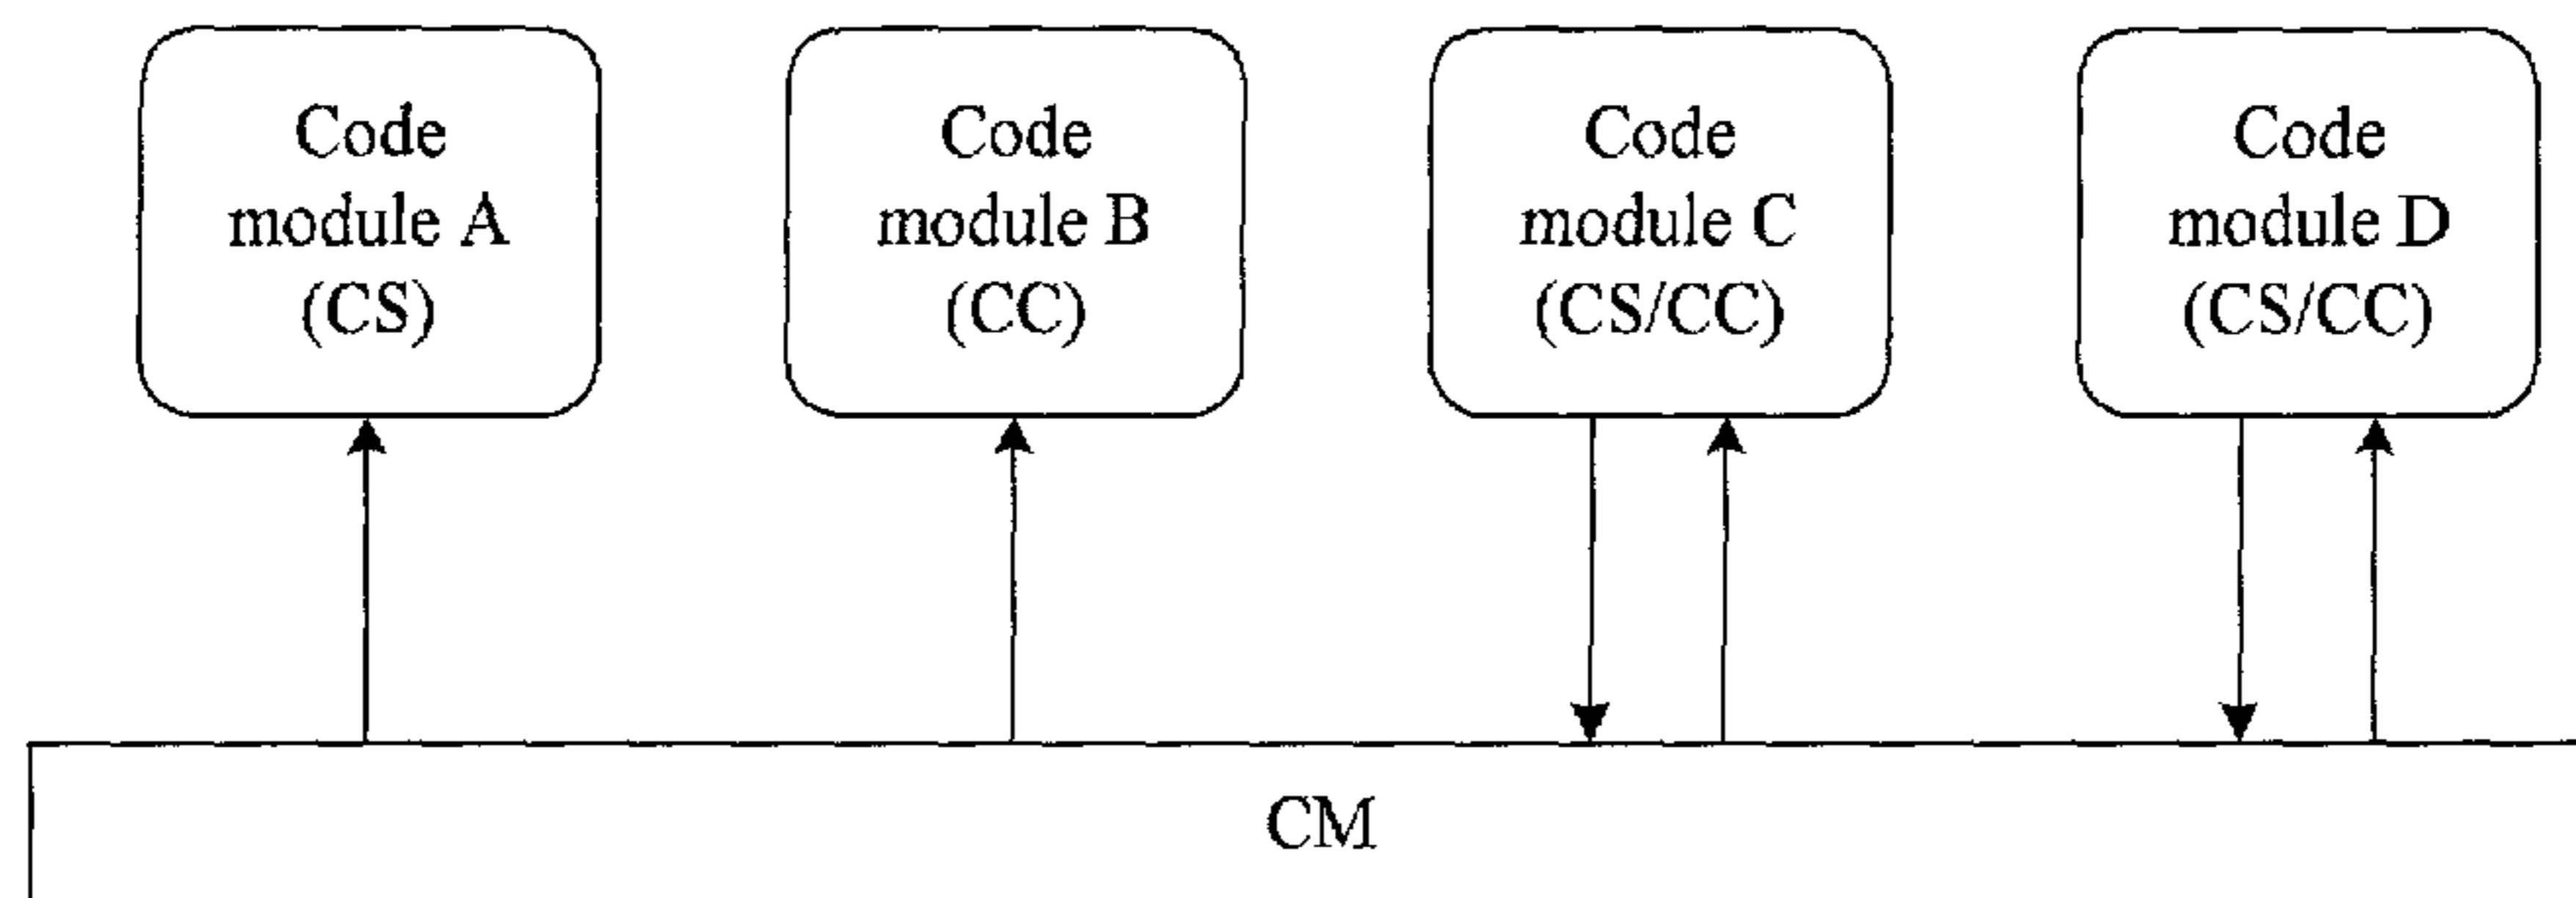 Code
module A
(CS)
Code
module B
(CC)
Code
module C
(CS/CC)
Code
module D
(CS/CC)
CM